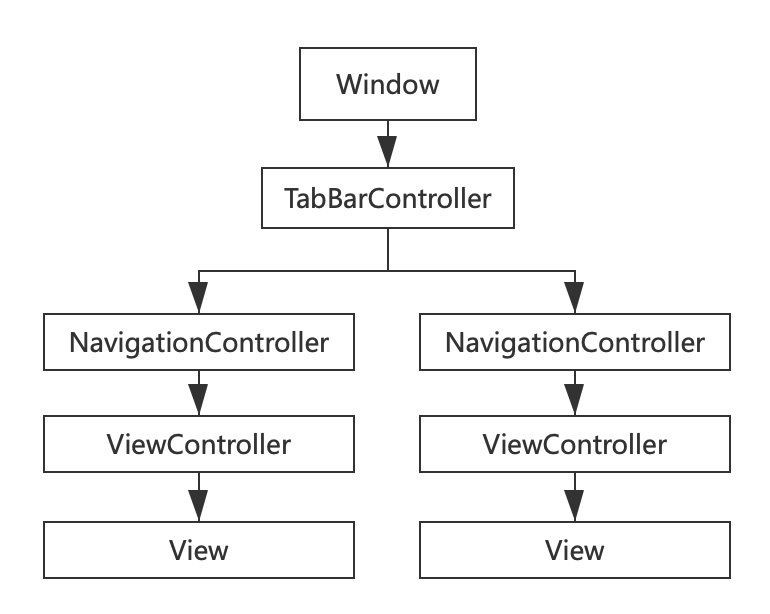 Window
TabBarController
NavigationController
NavigationController
ViewController
ViewController
View
View